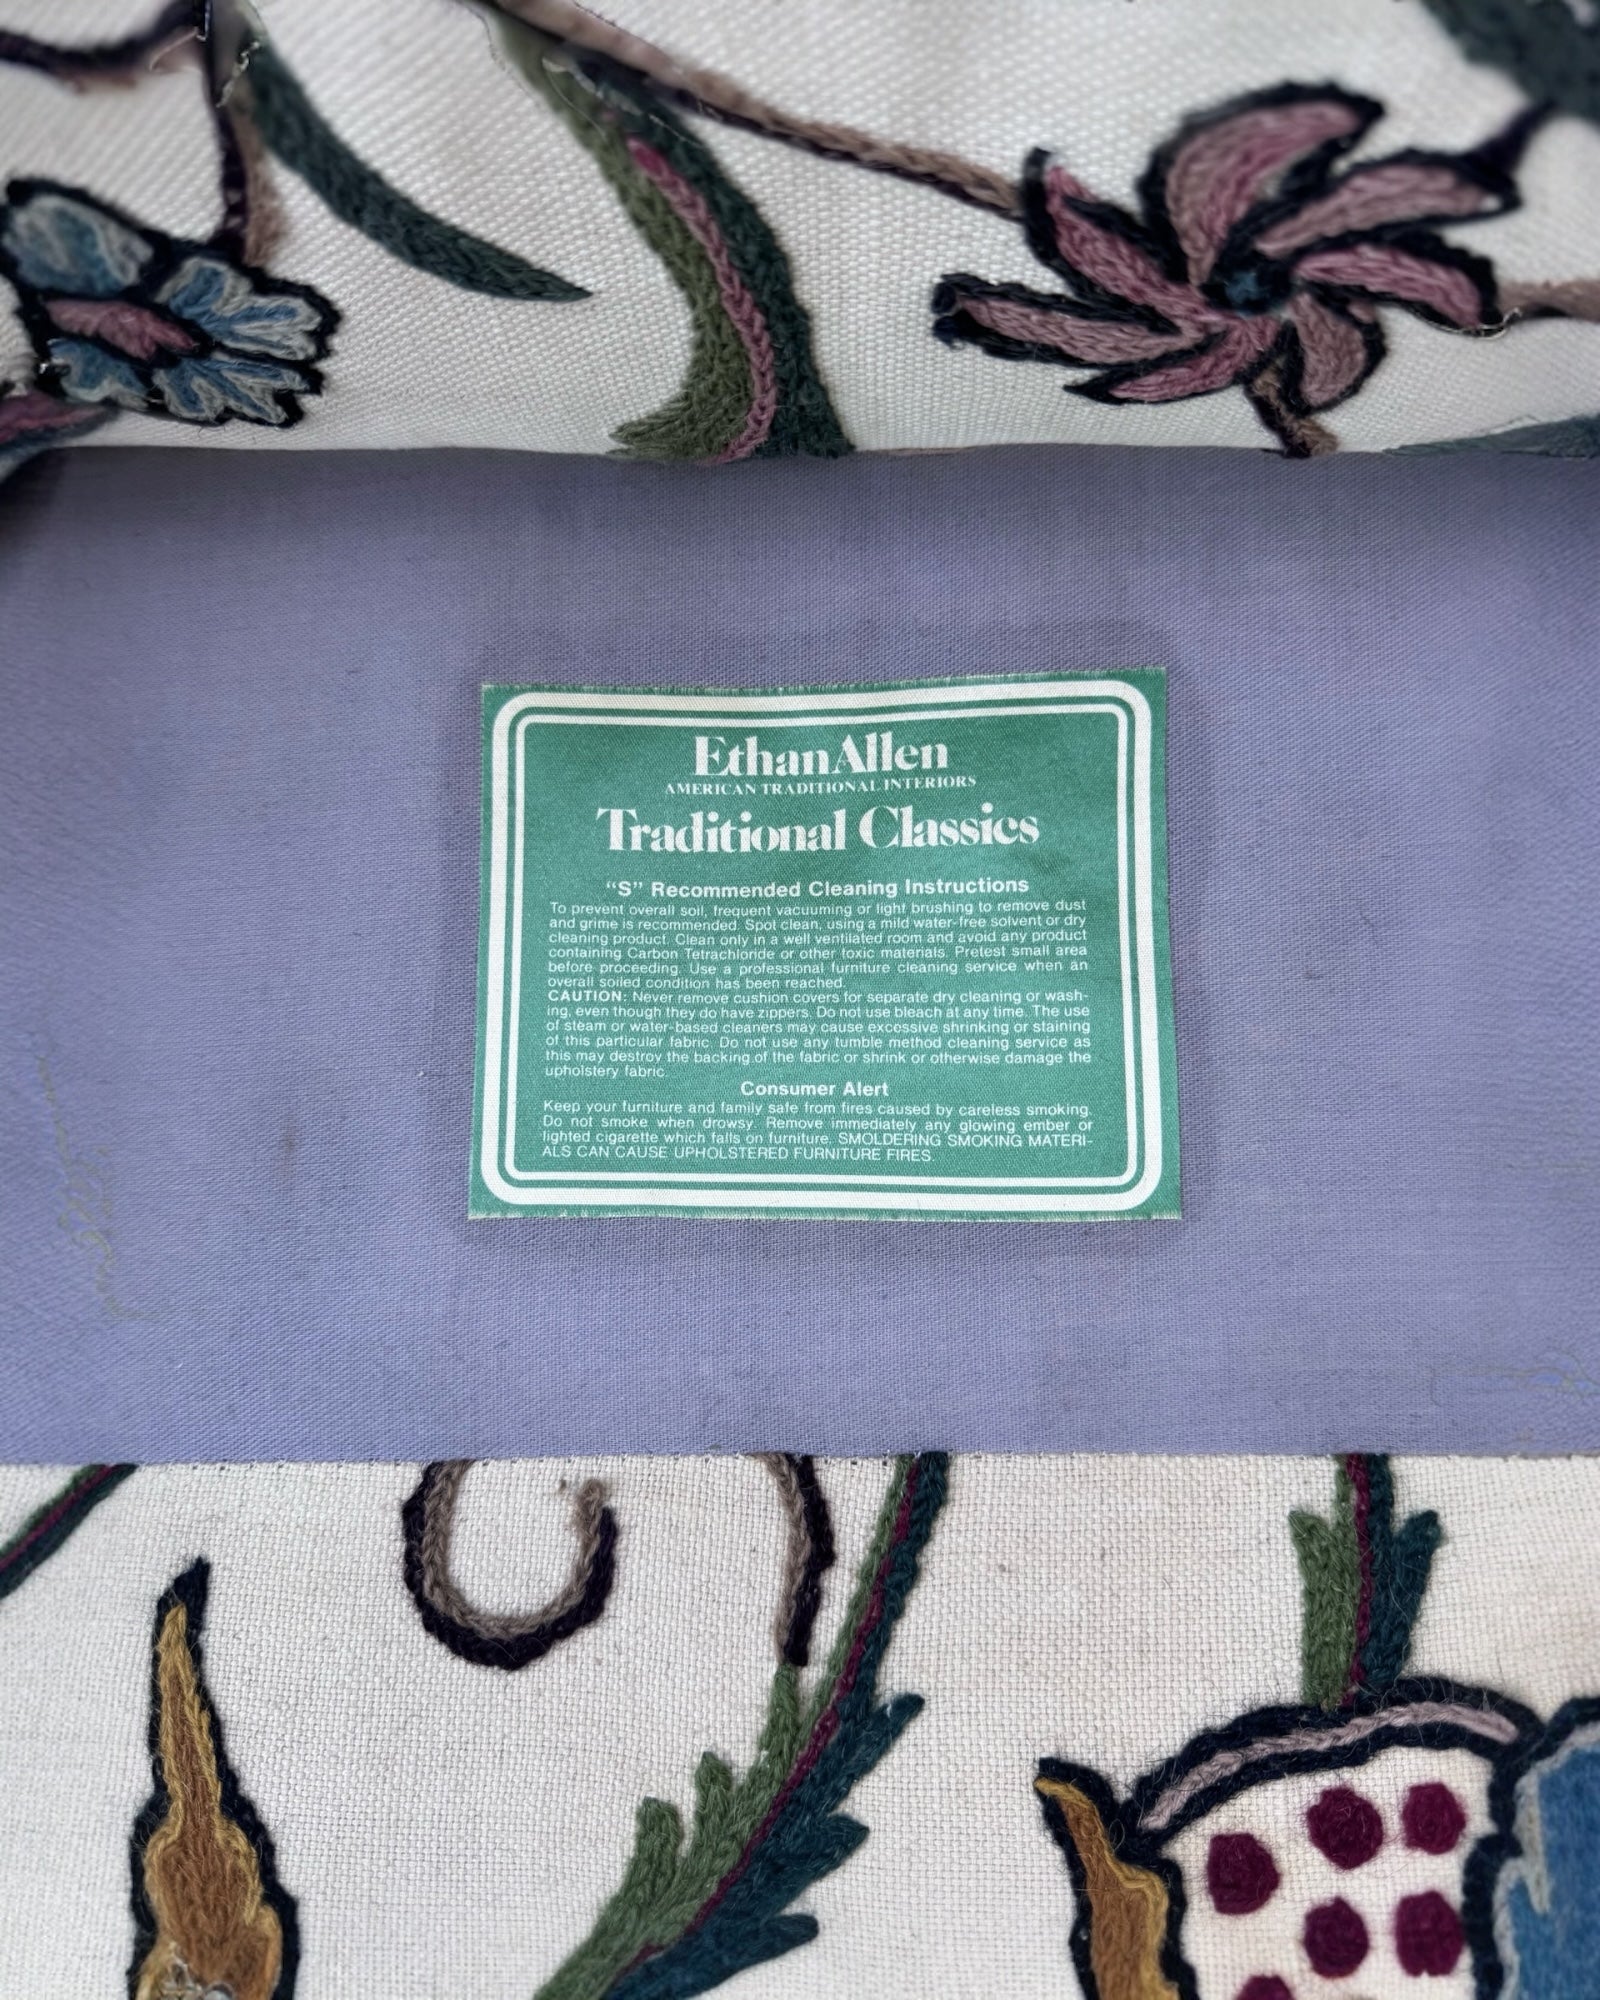 EthanAllen
AMERICAN TRADITIONAL INTERIORS
Traditional Classics
“S” Recommended Cleaning Instructions
To prevent overall soil, frequent vacuuming or light brushing to remove dust
and grime is recommended. Spot clean, using a mild water-free solvent or dry
cleaning product. Clean only in a well ventilated room and avoid any product
containing Carbon Tetrachloride or other toxic materials. Pretest small area
before proceeding. Use a professional furniture cleaning service when an
overall soiled condition has been reached.
CAUTION: Never remove cushion covers for separate dry cleaning or wash-
ing, even though they do have zippers. Do not use bleach at any time. The use
of steam or water-based cleaners may cause excessive shrinking or staining
of this particular fabric. Do not use any tumble method cleaning service as
this may destroy the backing of the fabric or shrink or otherwise damage the
upholstery fabric.
Consumer Alert
Keep your furniture and family safe from fires caused by careless smoking.
Do not smoke when drowsy. Remove immediately any glowing ember or
lighted cigarette which falls on furniture. SMOLDERING SMOKING MATERI-
ALS CAN CAUSE UPHOLSTERED FURNITURE FIRES.